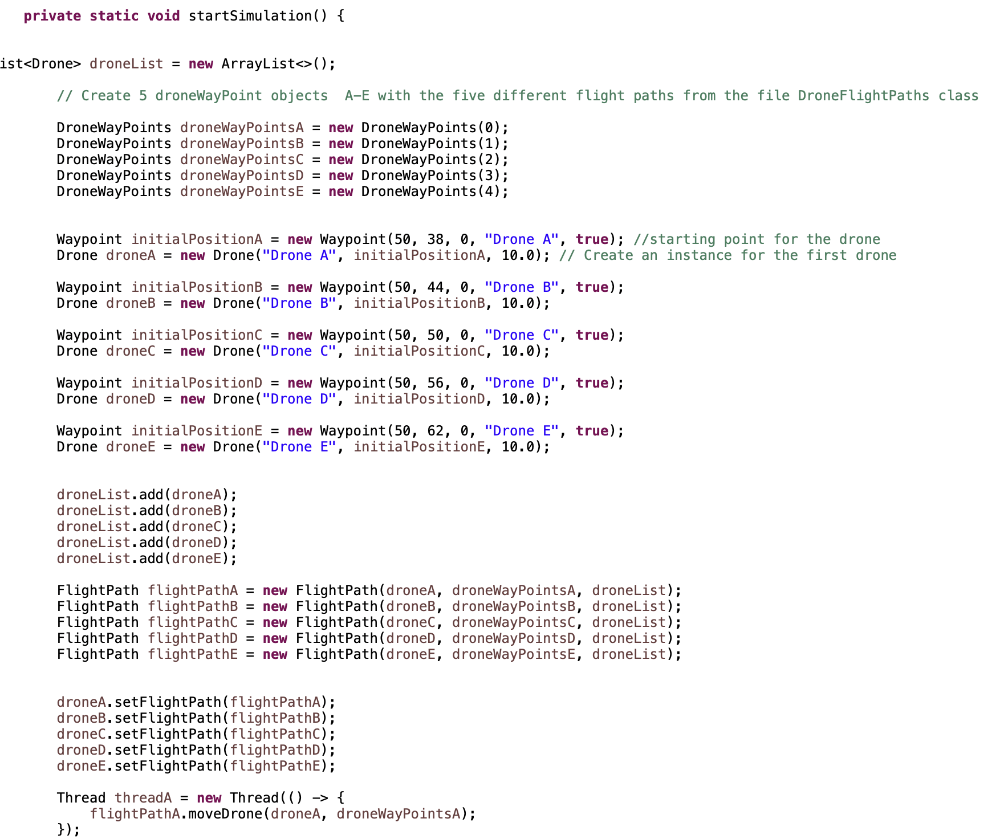 private static void startSimulation() {
ist<Drone> droneList = new ArrayList<>();
// Create 5 droneWayPoint objects  A-E with the five different flight paths from the file DroneFlightPaths class
DroneWayPoints droneWayPointsA = new DroneWayPoints(0);
DroneWayPoints droneWayPointsB = new DroneWayPoints(1);
DroneWayPoints droneWayPointsC = new DroneWayPoints(2);
DroneWayPoints droneWayPointsD = new DroneWayPoints(3);
DroneWayPoints droneWayPointsE = new DroneWayPoints(4);
Waypoint initialPositionA = new Waypoint(50, 38, 0, "Drone A", true); //starting point for the drone
Drone droneA = new Drone("Drone A", initialPositionA, 10.0); // Create an instance for the first drone
Waypoint initialPositionB = new Waypoint(50, 44, 0, "Drone B", true);
Drone droneB = new Drone("Drone B", initialPositionB, 10.0);
Waypoint initialPositionC = new Waypoint(50, 50, 0, "Drone C", true);
Drone droneC = new Drone("Drone C", initialPositionC, 10.0);
Waypoint initialPositionD = new Waypoint(50, 56, 0, "Drone D", true);
Drone droneD = new Drone("Drone D", initialPositionD, 10.0);
Waypoint initialPositionE = new Waypoint(50, 62, 0, "Drone E", true);
Drone droneE = new Drone("Drone E", initialPositionE, 10.0);
droneList.add(droneA);
droneList.add(droneB);
droneList.add(droneC);
droneList.add(droneD);
droneList.add(droneE);
FlightPath flightPathA = new FlightPath(droneA, droneWayPointsA, droneList);
FlightPath flightPathB = new FlightPath(droneB, droneWayPointsB, droneList);
FlightPath flightPathC = new FlightPath(droneC, droneWayPointsC, droneList);
FlightPath flightPathD = new FlightPath(droneD, droneWayPointsD, droneList);
FlightPath flightPathE = new FlightPath(droneE, droneWayPointsE, droneList);
droneA.setFlightPath(flightPathA);
droneB.setFlightPath(flightPathB);
droneC.setFlightPath(flightPathC);
droneD.setFlightPath(flightPathD);
droneE.setFlightPath(flightPathE);
Thread threadA = new Thread(() -> {
flightPathA.moveDrone(droneA, droneWayPointsA);
});